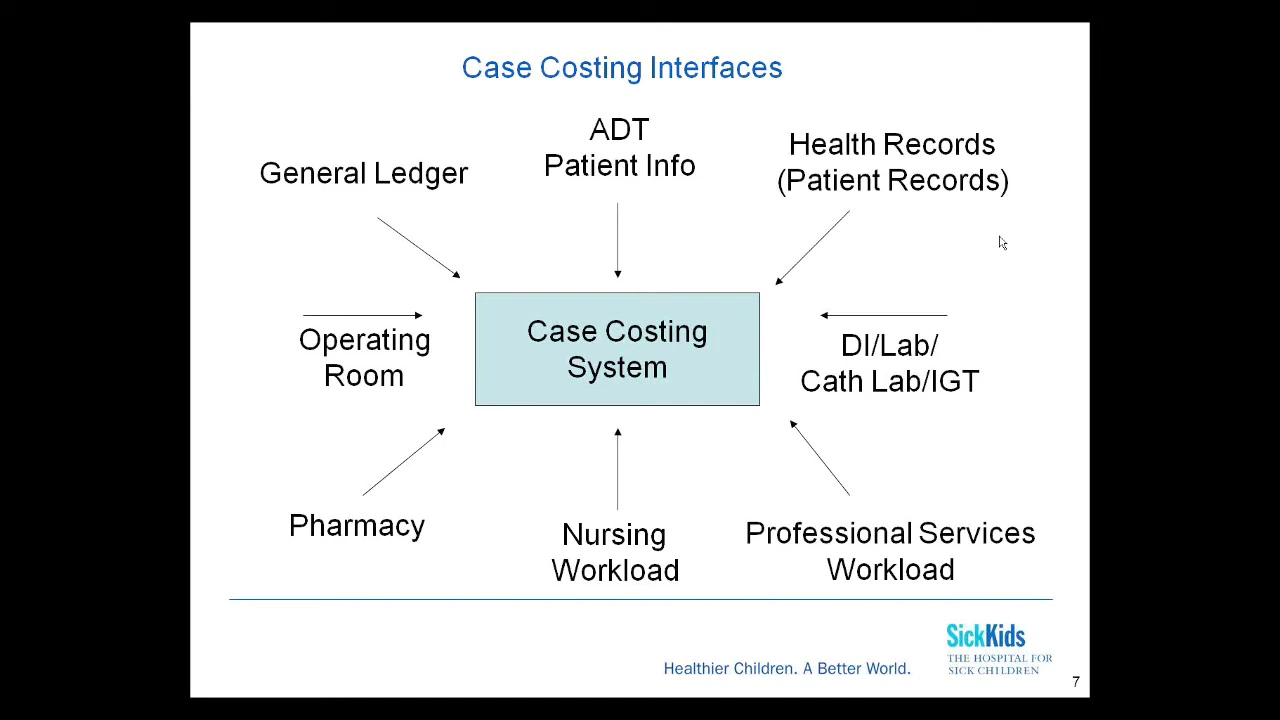 Case Costing Interfaces
General Ledger
ADT
Patient Info
Health Records
(Patient Records)
Operating
Room
Case Costing
System
DI/Lab/
Cath Lab/IGT
Pharmacy
Nursing
Workload
Professional Services
Workload
Healthier Children. A Better World.
SickKids
THE HOSPITAL FOR
SICK CHILDREN
7